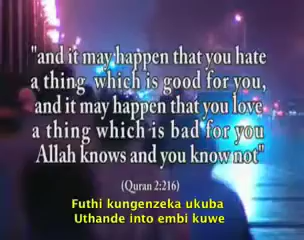 "and it may happen that you hate
a thing which is good for you,
and it may happen that you love
a thing which is bad for you
Allah knows and you know not"
(Quran 2:216)
Futhi kungenzeka ukuba
Uthande into embi kuwe